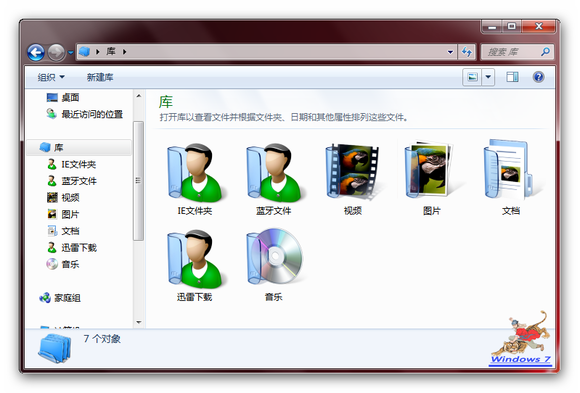 库
搜索 库
组织
新建库
桌面
最近访问的位置
库
IE文件夹
蓝牙文件
视频
图片
文档
迅雷下载
音乐
家庭组
库
打开库以查看文件并根据文件夹、日期和其他属性排列这些文件。
IE文件夹
蓝牙文件
视频
图片
文档
迅雷下载
音乐
7 个对象
Windows 7